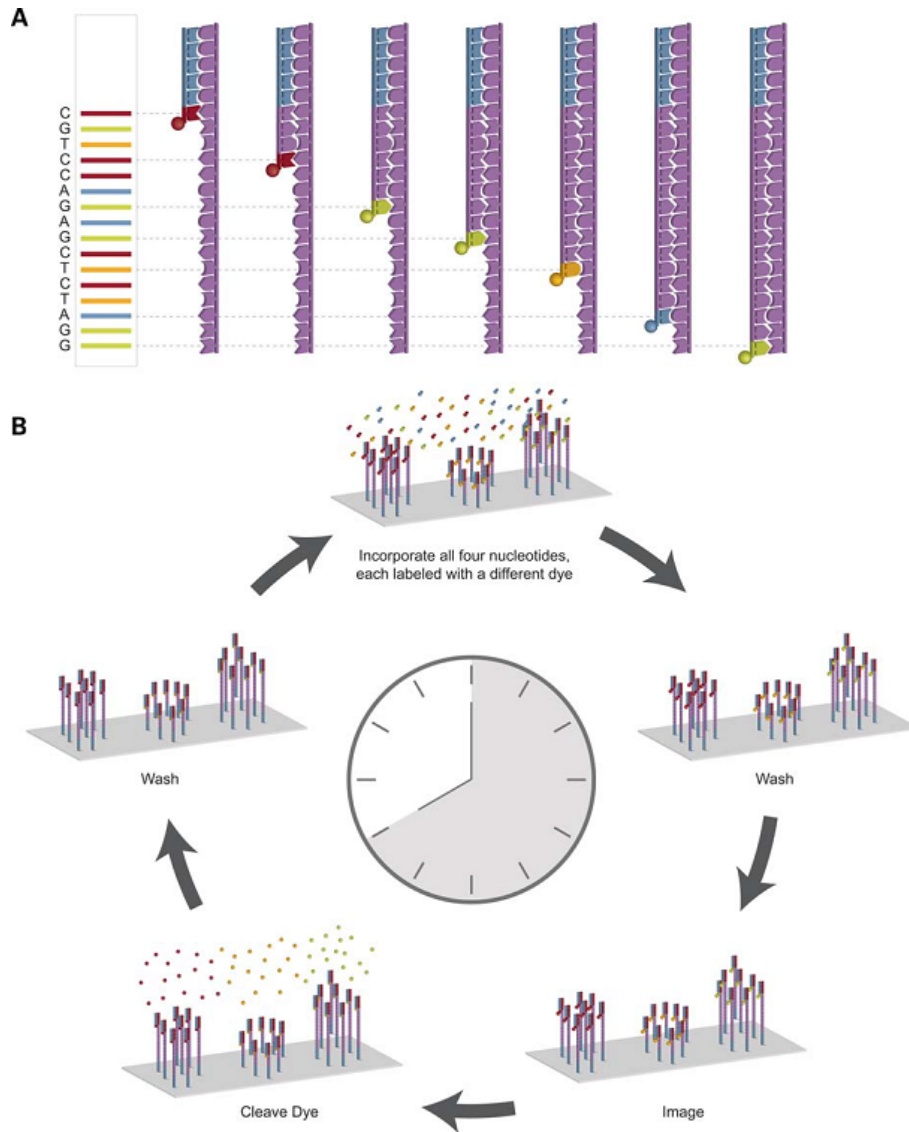 A
C
G
T
C
C
A
G
A
G
C
T
C
T
A
G
G
B
Incorporate all four nucleotides,
each labeled with a different dye
Wash
Wash
Cleave Dye
Image